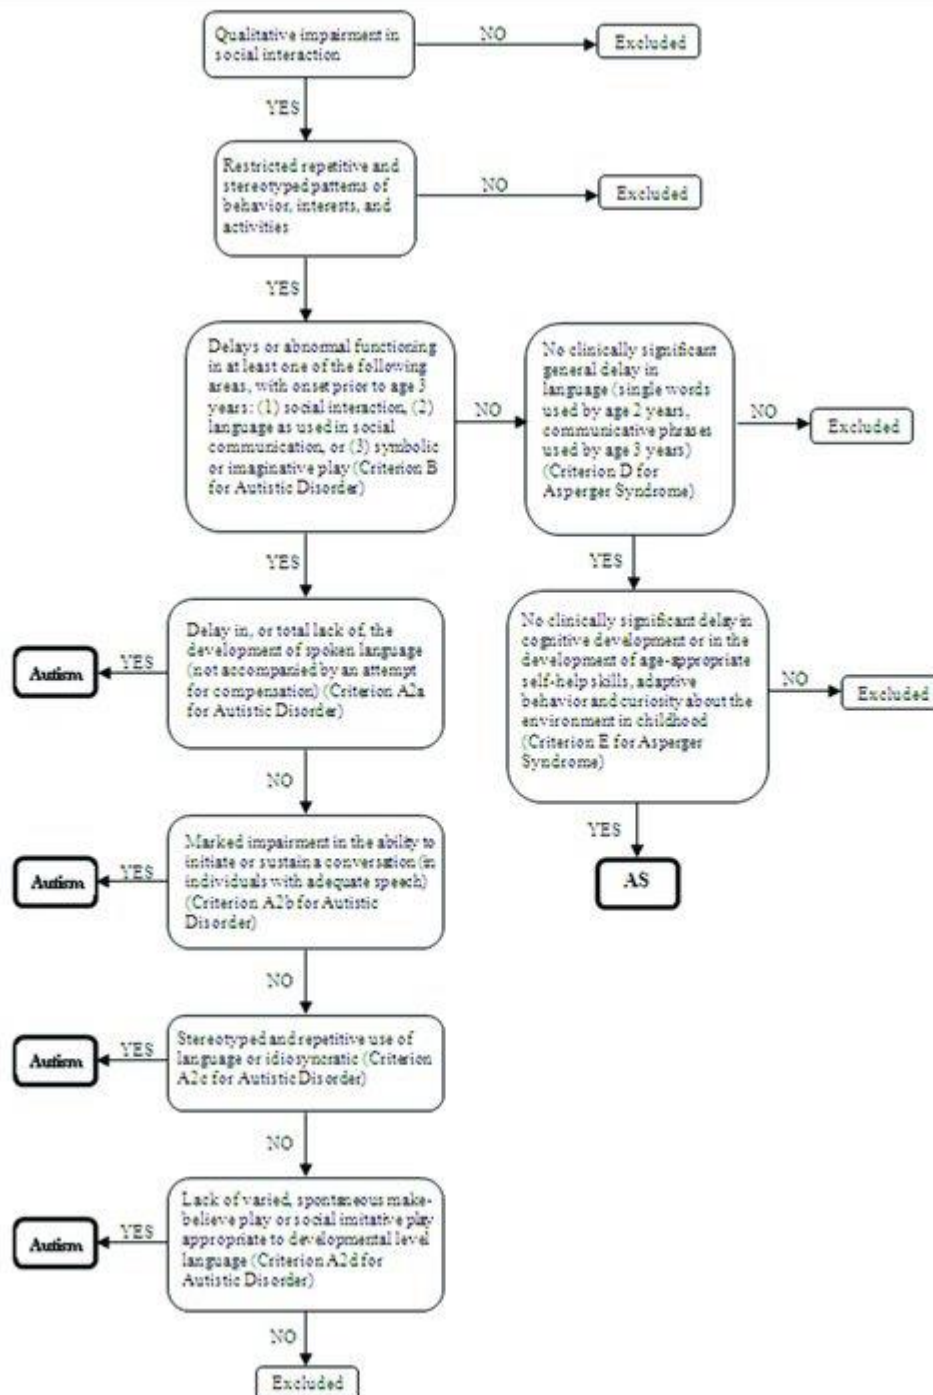 Qualitative impairment in
social interaction
NO
Excluded
YES
Restricted repetitive and
stereotyped patterns of
behavior, interests, and
activities
NO
Excluded
YES
Delays or abnormal functioning
in at least one of the following
areas, with onset prior to age 3
years: (1) social interaction, (2)
language as used in social
communication, or (3) symbolic
or imaginative play (Criterion B
for Autistic Disorder)
NO
No clinically significant
general delay in
language (single words
used by age 2 years,
communicative phrases
used by age 3 years)
(Criterion D for
Asperger Syndrome)
NO
Excluded
YES
YES
Delay in, or total lack of, the
development of spoken language
(not accompanied by an attempt
for compensation) (Criterion A2a
for Autistic Disorder)
YES
Autism
No clinically significant delay in
cognitive development or in the
development of age-appropriate
self-help skills, adaptive
behavior and curiosity about the
environment in childhood
(Criterion E for Asperger
Syndrome)
NO
Excluded
NO
YES
AS
Marked impairment in the ability to
initiate or sustain a conversation (in
individuals with adequate speech)
(Criterion A2b for Autistic
Disorder)
YES
Autism
NO
Stereotyped and repetitive use of
language or idiosyncratic (Criterion
A2c for Autistic Disorder)
YES
Autism
NO
Lack of varied, spontaneous make-
believe play or social imitative play
appropriate to developmental level
language (Criterion A2d for
Autistic Disorder)
YES
Autism
NO
Excluded